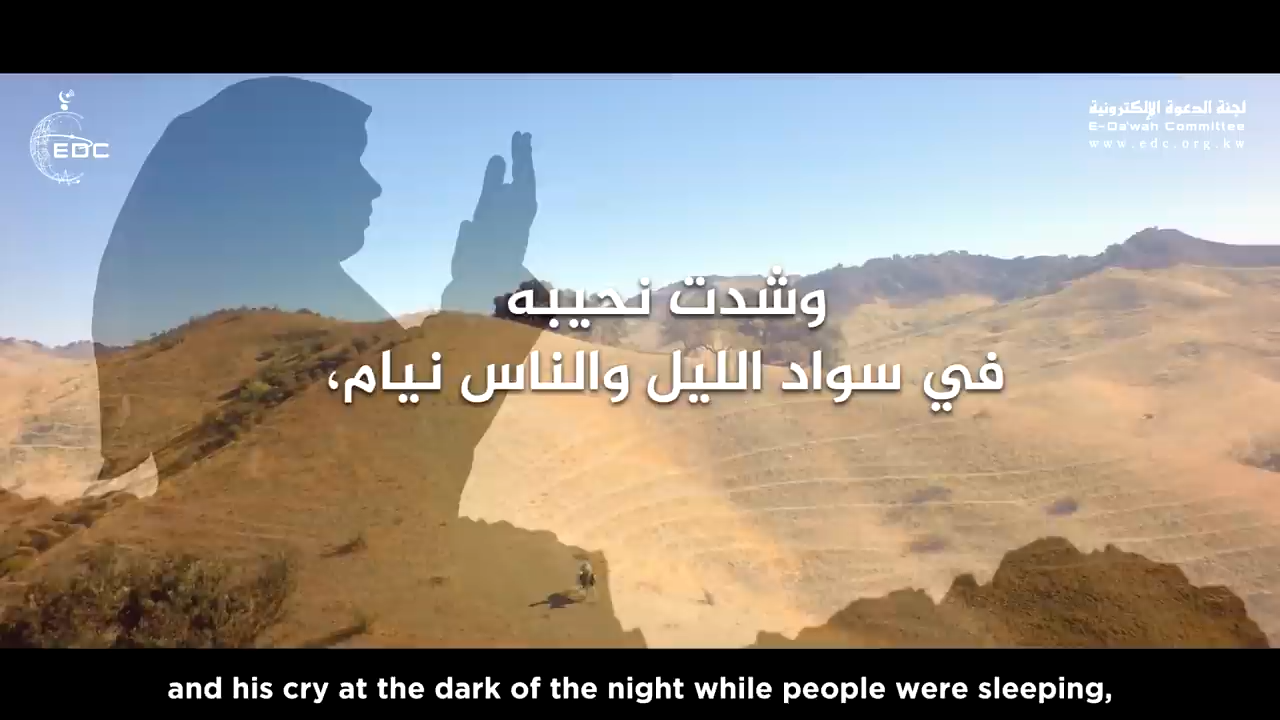 EDC
لجنة الدعوة الإلكترونية
E-Da'wah Committee
www.edc.org.kw
وشدت نحيبه
في سواد الليل والناس نيام،
and his cry at the dark of the night while people were sleeping,